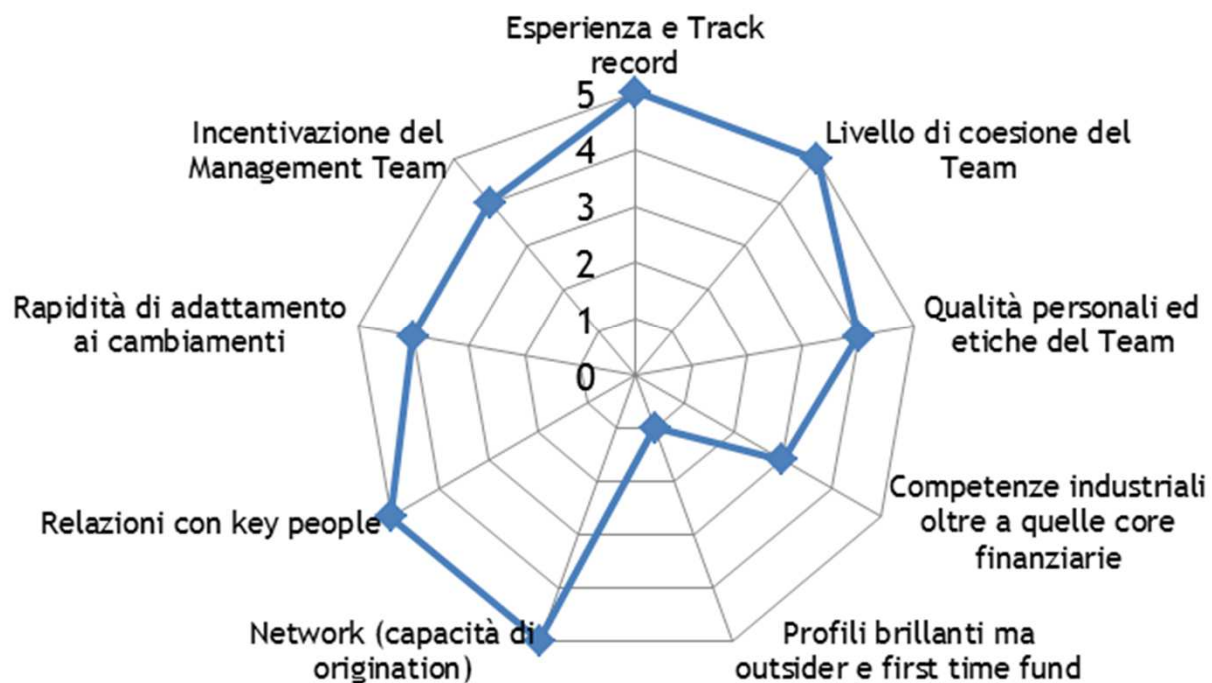 Esperienza e Track
record
5
4
3
2
1
0
Livello di coesione del
Team
Qualità personali ed
etiche del Team
Competenze industriali
oltre a quelle core
finanziarie
Profili brillanti ma
outsider e first time fund
Network (capacità di
origination)
Relazioni con key people
Rapidità di adattamento
ai cambiamenti
Incentivazione del
Management Team